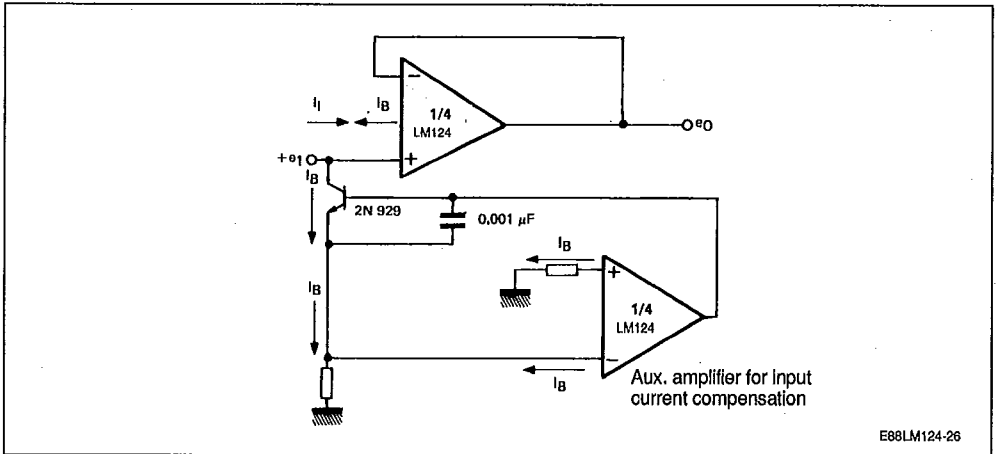 1/4
LM124
I_I
I_B
+e_I
e_O
I_B
2N 929
0.001 µF
I_B
I_B
1/4
LM124
I_B
Aux. amplifier for input
current compensation
E88LM124-26